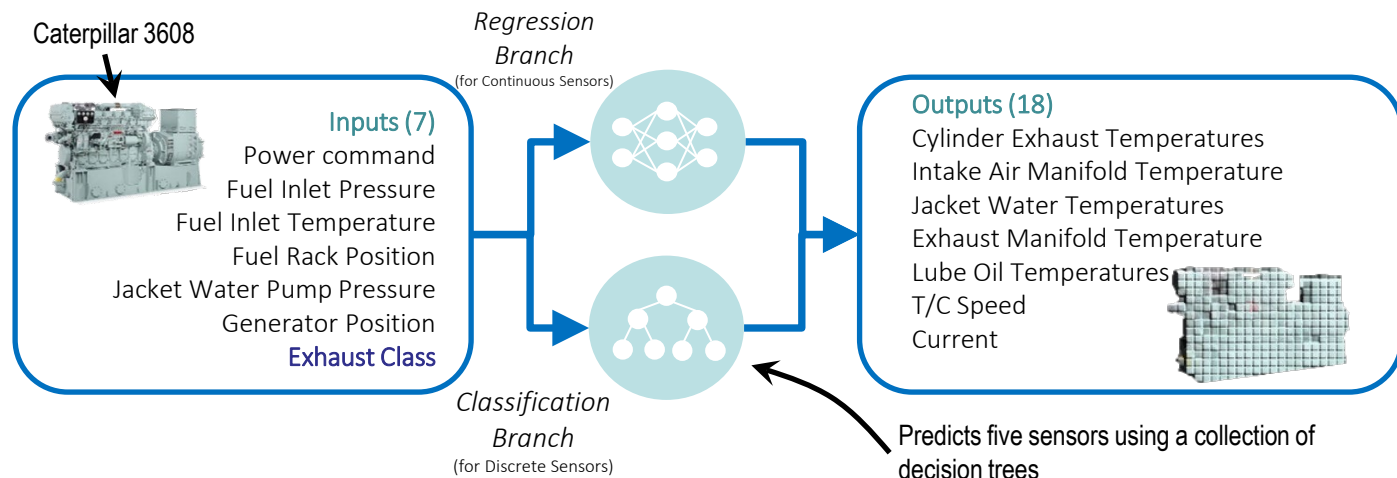 Caterpillar 3608
Inputs (7)
Power command
Fuel Inlet Pressure
Fuel Inlet Temperature
Fuel Rack Position
Jacket Water Pump Pressure
Generator Position
Exhaust Class
Regression
Branch
(for Continuous Sensors)
Classification
Branch
(for Discrete Sensors)
Outputs (18)
Cylinder Exhaust Temperatures
Intake Air Manifold Temperature
Jacket Water Temperatures
Exhaust Manifold Temperature
Lube Oil Temperatures
T/C Speed
Current
Predicts five sensors using a collection of
decision trees